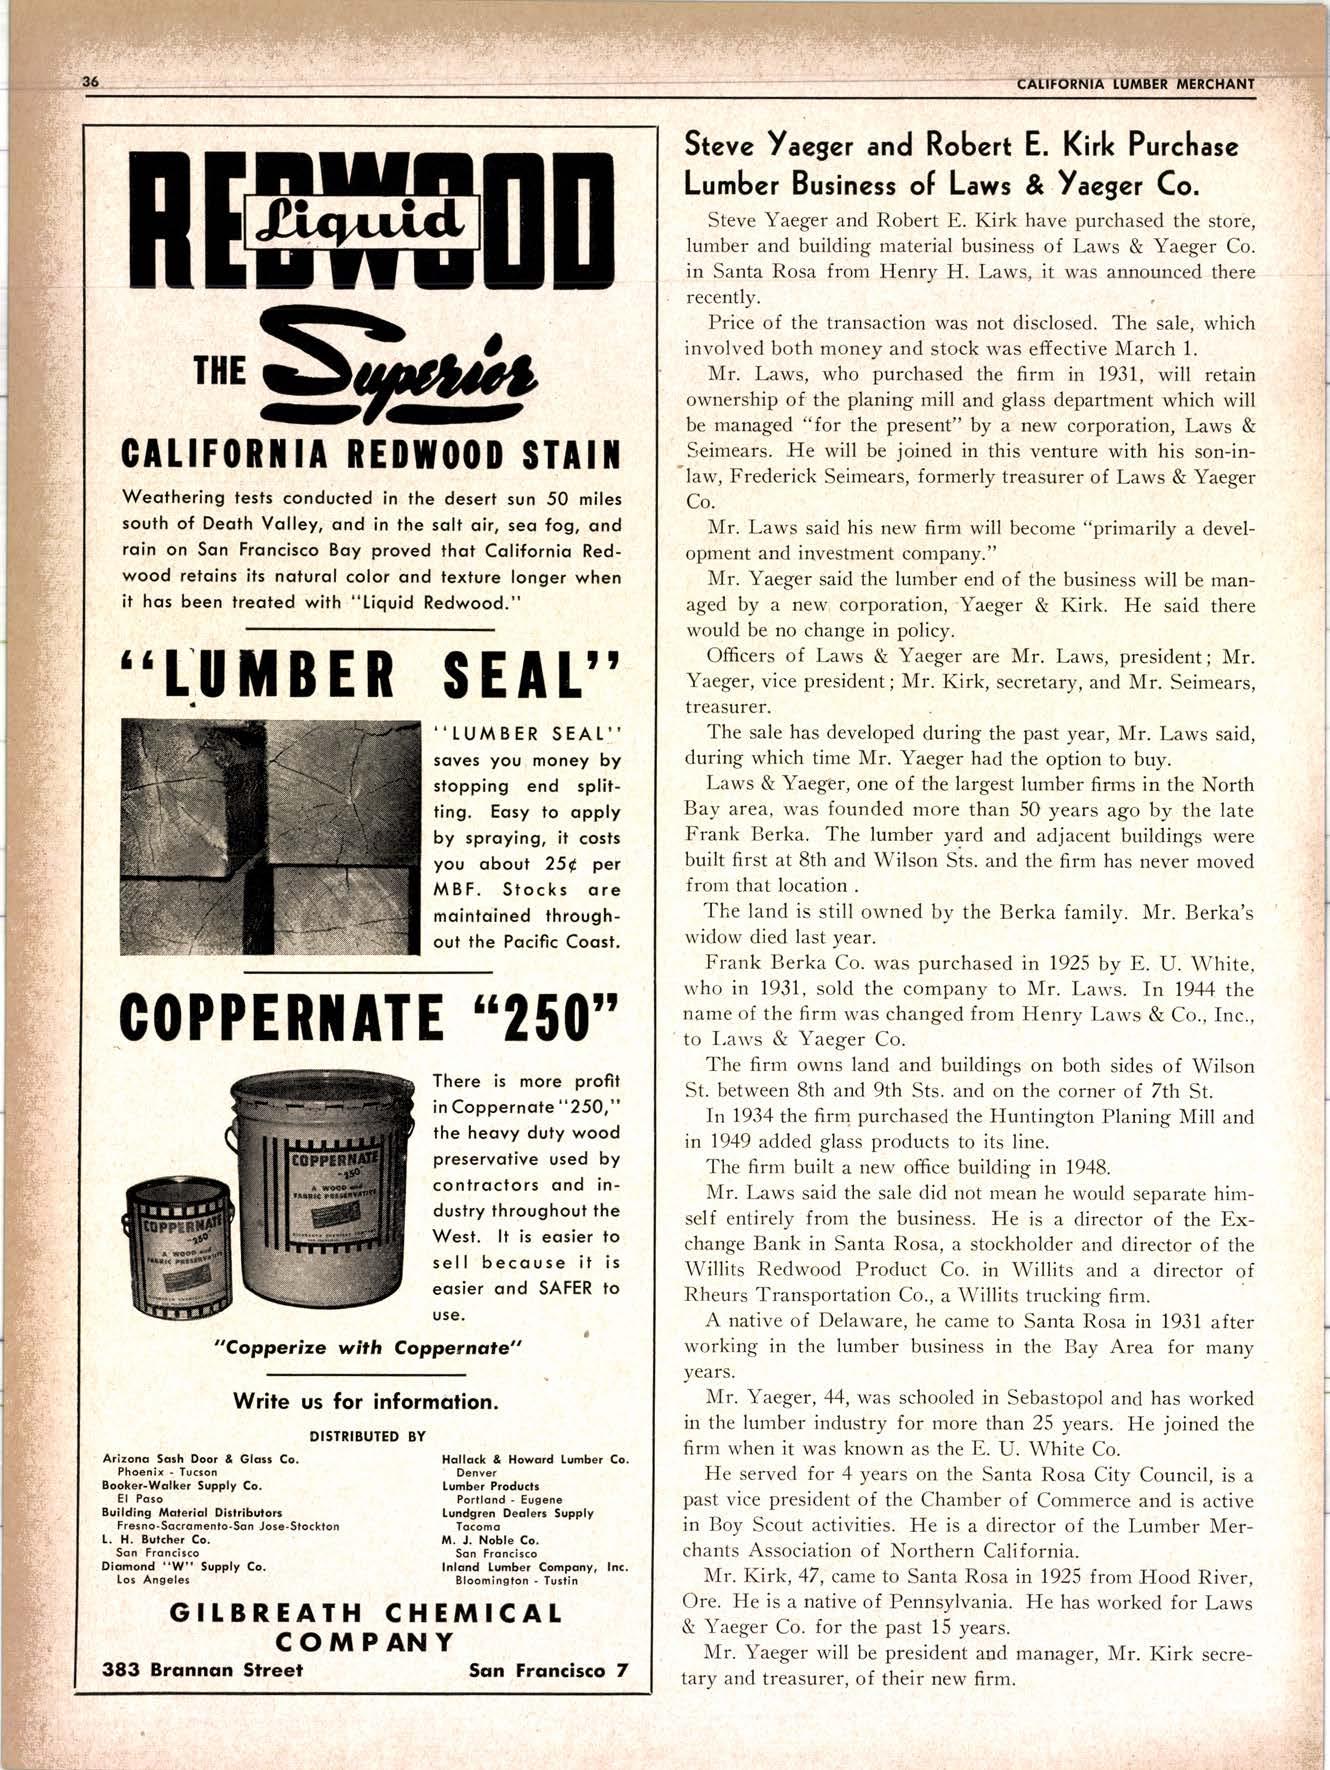 36
CALIFORNIA LUMBER MERCHANT
REDWOOD
Liquid
THE Superior
CALIFORNIA REDWOOD STAIN
Weathering tests conducted in the desert sun 50 miles
south of Death Valley, and in the salt air, sea fog, and
rain on San Francisco Bay proved that California Red-
wood retains its natural color and texture longer when
it has been treated with "Liquid Redwood."
"LUMBER SEAL"
"LUMBER SEAL"
saves you money by
stopping end split-
ting. Easy to apply
by spraying, it costs
you about 25¢ per
MBF. Stocks are
maintained through-
out the Pacific Coast.
COPPERNATE "250"
There is more profit
in Coppernate "250,"
the heavy duty wood
preservative used by
contractors and in-
dustry throughout the
West. It is easier to
sell because it is
easier and SAFER to
use.
COPPERNATE
"250"
A WOOD and
FABRIC PRESERVATIVE
COPPERNATE
"250"
A WOOD and
FABRIC PRESERVATIVE
"Copperize with Coppernate"
Write us for information.
DISTRIBUTED BY
Arizona Sash Door & Glass Co.
Phoenix - Tucson
Booker-Walker Supply Co.
El Paso
Building Material Distributors
Fresno-Sacramento-San Jose-Stockton
L. H. Butcher Co.
San Francisco
Diamond "W" Supply Co.
Los Angeles
Hallack & Howard Lumber Co.
Denver
Lumber Products
Portland - Eugene
Lundgren Dealers Supply
Tacoma
M. J. Noble Co.
San Francisco
Inland Lumber Company, Inc.
Bloomington - Tustin
GILBREATH CHEMICAL
COMPANY
383 Brannan Street San Francisco 7
Steve Yaeger and Robert E. Kirk Purchase
Lumber Business of Laws & Yaeger Co.
Steve Yaeger and Robert E. Kirk have purchased the store,
lumber and building material business of Laws & Yaeger Co.
in Santa Rosa from Henry H. Laws, it was announced there
recently.
Price of the transaction was not disclosed. The sale, which
involved both money and stock was effective March 1.
Mr. Laws, who purchased the firm in 1931, will retain
ownership of the planing mill and glass department which will
be managed "for the present" by a new corporation, Laws &
Seimears. He will be joined in this venture with his son-in-
law, Frederick Seimears, formerly treasurer of Laws & Yaeger
Co.
Mr. Laws said his new firm will become "primarily a devel-
opment and investment company."
Mr. Yaeger said the lumber end of the business will be man-
aged by a new corporation, Yaeger & Kirk. He said there
would be no change in policy.
Officers of Laws & Yaeger are Mr. Laws, president; Mr.
Yaeger, vice president; Mr. Kirk, secretary, and Mr. Seimears,
treasurer.
The sale has developed during the past year, Mr. Laws said,
during which time Mr. Yaeger had the option to buy.
Laws & Yaeger, one of the largest lumber firms in the North
Bay area, was founded more than 50 years ago by the late
Frank Berka. The lumber yard and adjacent buildings were
built first at 8th and Wilson Sts. and the firm has never moved
from that location .
The land is still owned by the Berka family. Mr. Berka's
widow died last year.
Frank Berka Co. was purchased in 1925 by E. U. White,
who in 1931, sold the company to Mr. Laws. In 1944 the
name of the firm was changed from Henry Laws & Co., Inc.,
to Laws & Yaeger Co.
The firm owns land and buildings on both sides of Wilson
St. between 8th and 9th Sts. and on the corner of 7th St.
In 1934 the firm purchased the Huntington Planing Mill and
in 1949 added glass products to its line.
The firm built a new office building in 1948.
Mr. Laws said the sale did not mean he would separate him-
self entirely from the business. He is a director of the Ex-
change Bank in Santa Rosa, a stockholder and director of the
Willits Redwood Product Co. in Willits and a director of
Rheurs Transportation Co., a Willits trucking firm.
A native of Delaware, he came to Santa Rosa in 1931 after
working in the lumber business in the Bay Area for many
years.
Mr. Yaeger, 44, was schooled in Sebastopol and has worked
in the lumber industry for more than 25 years. He joined the
firm when it was known as the E. U. White Co.
He served for 4 years on the Santa Rosa City Council, is a
past vice president of the Chamber of Commerce and is active
in Boy Scout activities. He is a director of the Lumber Mer-
chants Association of Northern California.
Mr. Kirk, 47, came to Santa Rosa in 1925 from Hood River,
Ore. He is a native of Pennsylvania. He has worked for Laws
& Yaeger Co. for the past 15 years.
Mr. Yaeger will be president and manager, Mr. Kirk secre-
tary and treasurer, of their new firm.